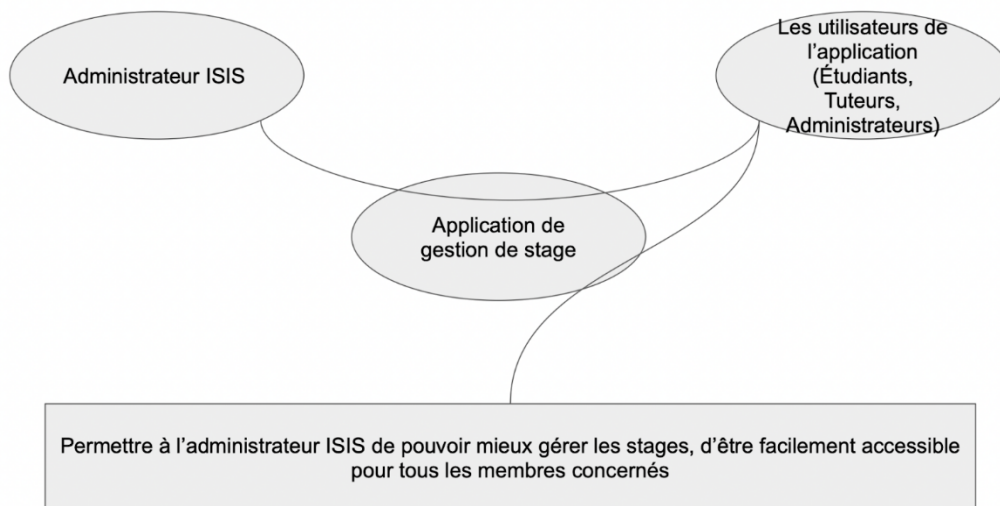 Administrateur ISIS
Les utilisateurs de
l'application
(Étudiants,
Tuteurs,
Administrateurs)
Application de
gestion de stage
Permettre à l'administrateur ISIS de pouvoir mieux gérer les stages, d'être facilement accessible
pour tous les membres concernés